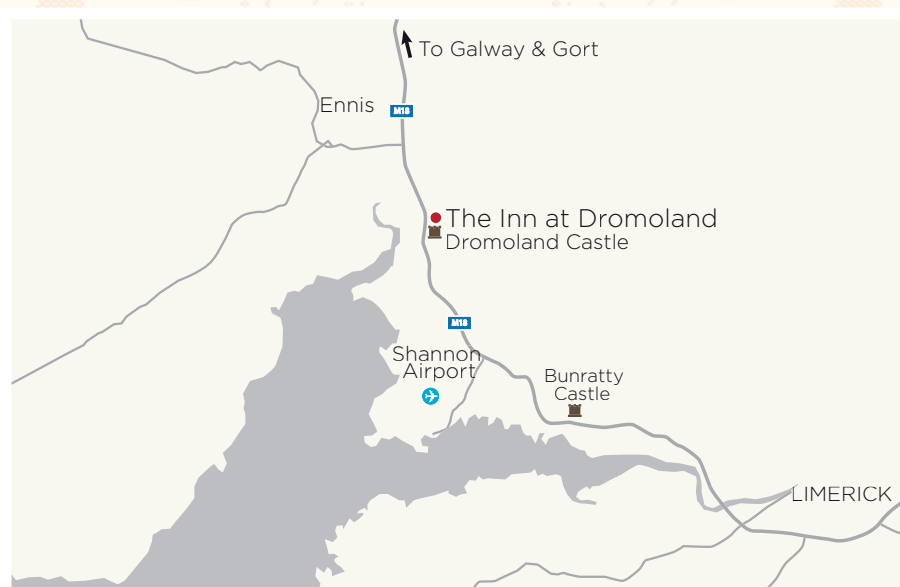 To Galway & Gort
Ennis
M18
The Inn at Dromoland
Dromoland Castle
M18
Shannon
Airport
Bunratty
Castle
LIMERICK